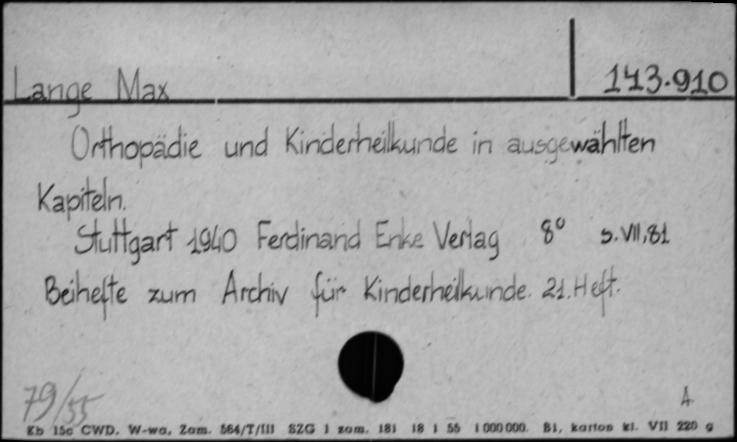 Lange Max 143.910
Orthopädie und Kinderheilkunde in ausgewählten
Kapiteln.
Stuttgart 1940 Ferdinand Enke Verlag 8° s. VII, 81
Beihefte zum Archiv für Kinderheilkunde. 21. Heft.
79/55 A
Kb 15c CWD. W-wa, Zam. 564/T/III SZG 1 zam. 181 18 1 55 1 000 000. B1, karton kl. VII 220 g